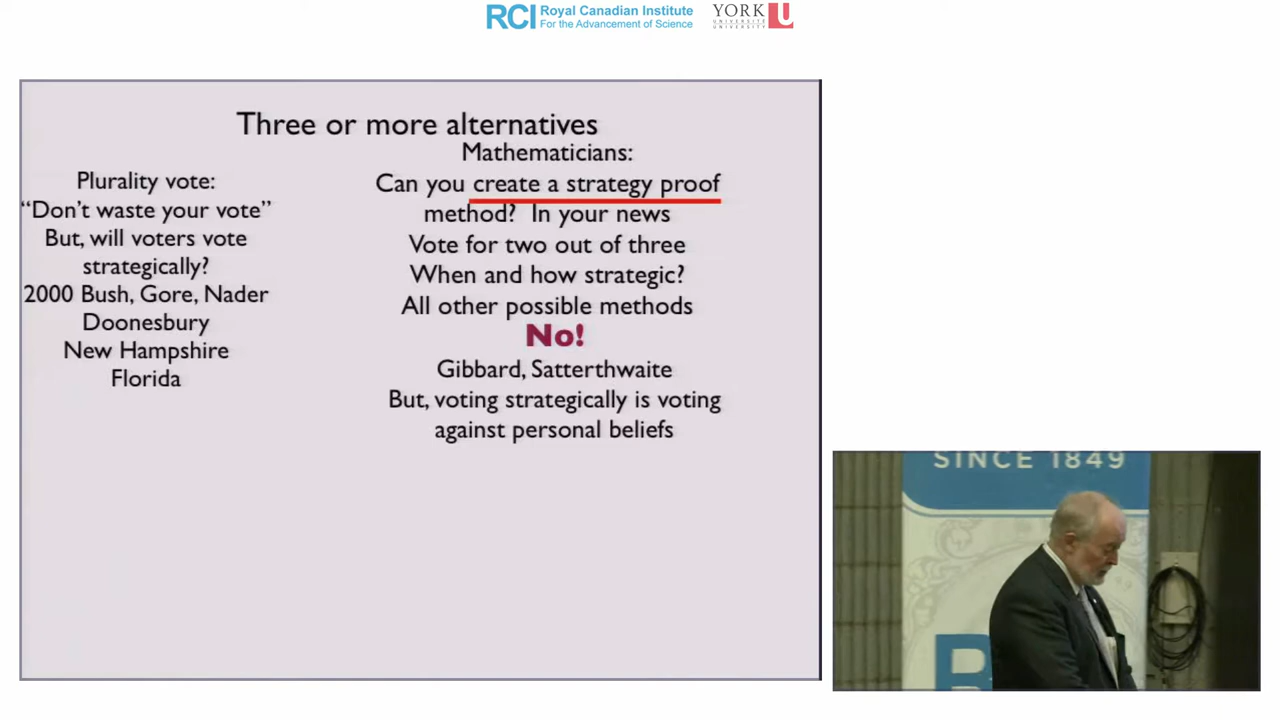 RCI Royal Canadian Institute
For the Advancement of Science
YORK U
UNIVERSITÉ
UNIVERSITY
Three or more alternatives
Plurality vote:
“Don’t waste your vote”
But, will voters vote
strategically?
2000 Bush, Gore, Nader
Doonesbury
New Hampshire
Florida
Mathematicians:
Can you create a strategy proof
method? In your news
Vote for two out of three
When and how strategic?
All other possible methods
No!
Gibbard, Satterthwaite
But, voting strategically is voting
against personal beliefs
SINCE 1849